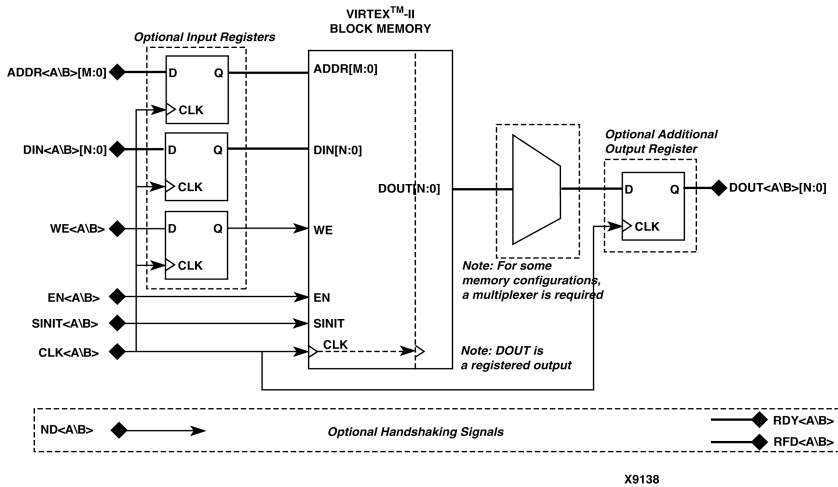 VIRTEX™-II
BLOCK MEMORY
Optional Input Registers
ADDR<A\B>[M:0]
D Q
CLK
ADDR[M:0]
DIN<A\B>[N:0]
D Q
CLK
DIN[N:0]
DOUT[N:0]
Optional Additional
Output Register
D Q
CLK
DOUT<A\B>[N:0]
WE<A\B>
D Q
CLK
WE
Note: For some
memory configurations,
a multiplexer is required
EN<A\B>
EN
SINIT<A\B>
SINIT
CLK<A\B>
CLK
Note: DOUT is
a registered output
ND<A\B>
Optional Handshaking Signals
RDY<A\B>
RFD<A\B>
X9138